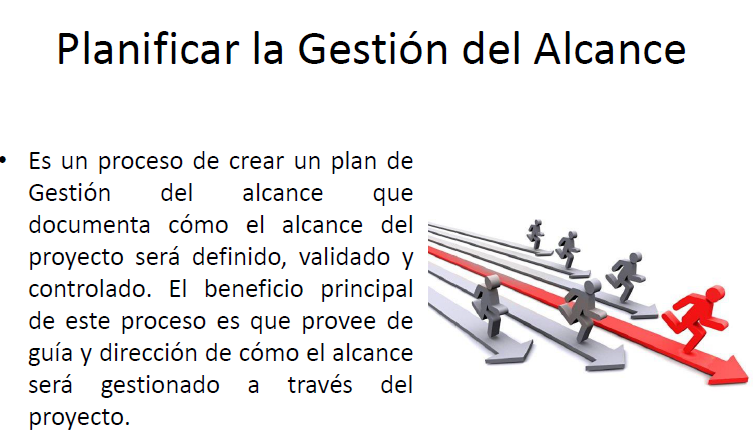 Planificar la Gestión del Alcance
• Es un proceso de crear un plan de
Gestión del alcance que
documenta cómo el alcance del
proyecto será definido, validado y
controlado. El beneficio principal
de este proceso es que provee de
guía y dirección de cómo el alcance
será gestionado a través del
proyecto.